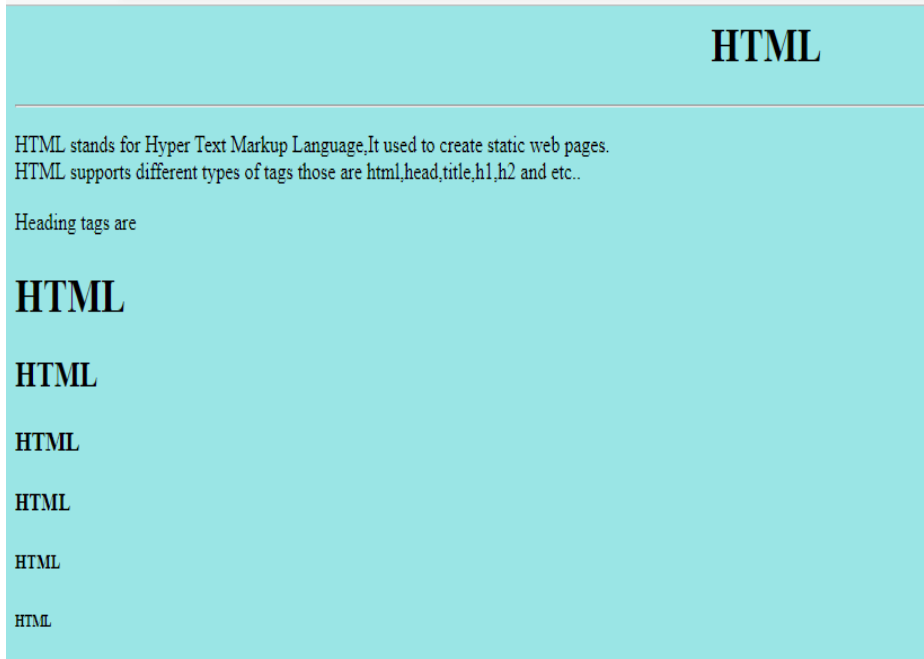 HTML
HTML stands for Hyper Text Markup Language,It used to create static web pages.
HTML supports different types of tags those are html,head,title,h1,h2 and etc..
Heading tags are
HTML
HTML
HTML
HTML
HTML
HTML